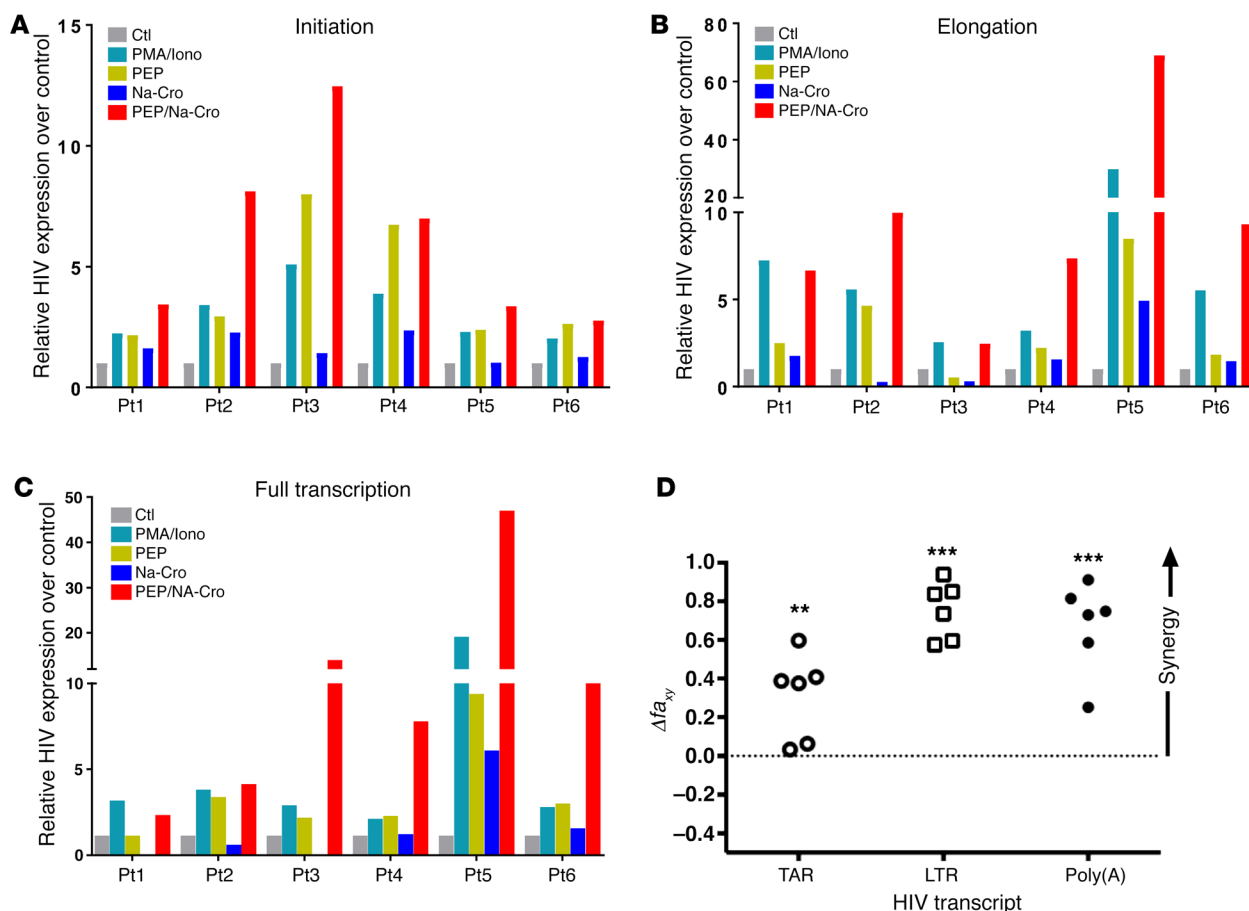 A
Initiation
Relative HIV expression over control
Ctl
PMA/Iono
PEP
Na-Cro
PEP/Na-Cro
15
10
5
0
Pt1 Pt2 Pt3 Pt4 Pt5 Pt6
B
Elongation
Relative HIV expression over control
Ctl
PMA/Iono
PEP
Na-Cro
PEP/NA-Cro
80
60
40
20
10
5
0
Pt1 Pt2 Pt3 Pt4 Pt5 Pt6
C
Full transcription
Relative HIV expression over control
Ctl
PMA/Iono
PEP
Na-Cro
PEP/NA-Cro
50
40
30
20
10
5
0
Pt1 Pt2 Pt3 Pt4 Pt5 Pt6
D
Δfaxy
1.0
0.8
0.6
0.4
0.2
0.0
−0.2
−0.4
** *** ***
Synergy
TAR LTR Poly(A)
HIV transcript